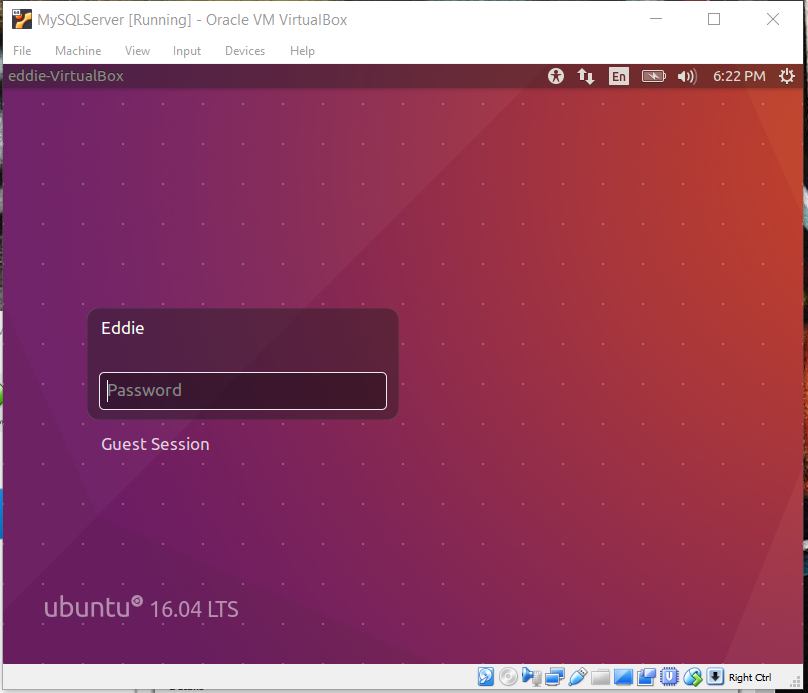 MySQLServer [Running] - Oracle VM VirtualBox
File Machine View Input Devices Help
eddie-VirtualBox En 6:22 PM
Eddie
Password
Guest Session
ubuntu 16.04 LTS
Right Ctrl